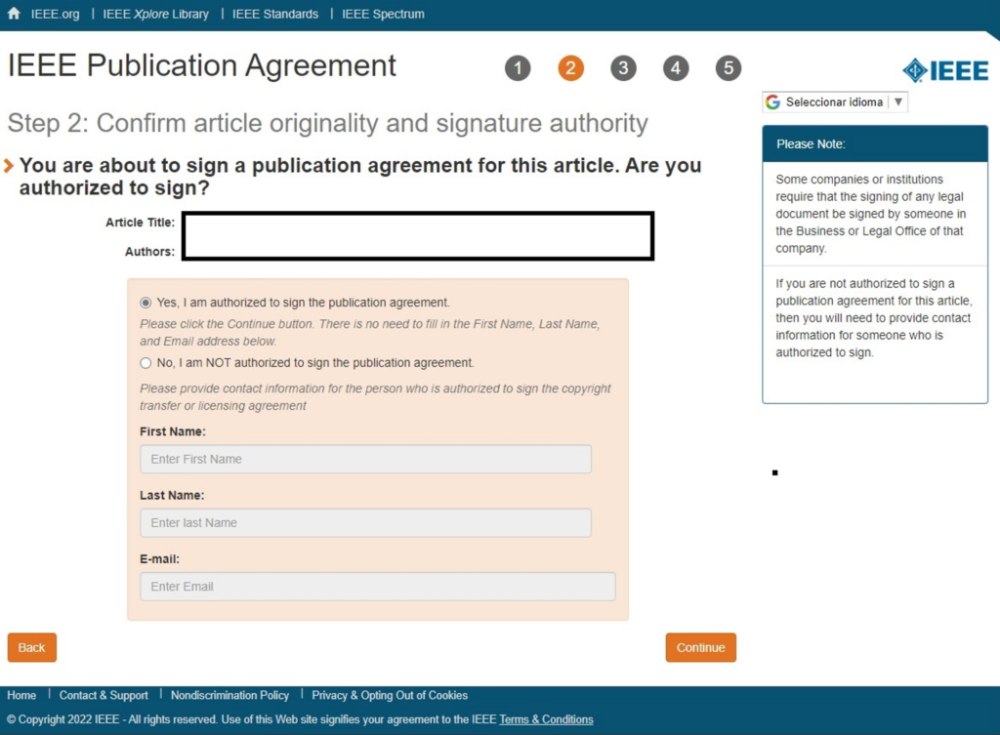 IEEE.org | IEEE Xplore Library | IEEE Standards | IEEE Spectrum
IEEE Publication Agreement
1 2 3 4 5
IEEE
Seleccionar idioma ▼
Step 2: Confirm article originality and signature authority
You are about to sign a publication agreement for this article. Are you
authorized to sign?
Article Title:
Authors:
Yes, I am authorized to sign the publication agreement.
Please click the Continue button. There is no need to fill in the First Name, Last Name,
and Email address below.
No, I am NOT authorized to sign the publication agreement.
Please provide contact information for the person who is authorized to sign the copyright
transfer or licensing agreement
First Name:
Enter First Name
Last Name:
Enter last Name
E-mail:
Enter Email
Back
Continue
Please Note:
Some companies or institutions
require that the signing of any legal
document be signed by someone in
the Business or Legal Office of that
company.
If you are not authorized to sign a
publication agreement for this article,
then you will need to provide contact
information for someone who is
authorized to sign.
Home | Contact & Support | Nondiscrimination Policy | Privacy & Opting Out of Cookies
© Copyright 2022 IEEE - All rights reserved. Use of this Web site signifies your agreement to the IEEE Terms & Conditions